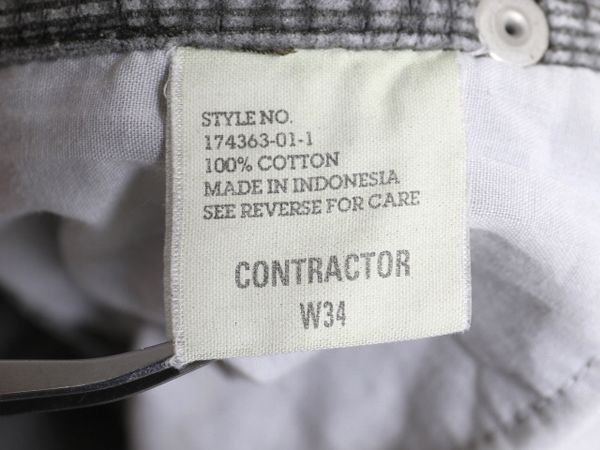 STYLE NO.
174363-01-1
100% COTTON
MADE IN INDONESIA
SEE REVERSE FOR CARE
CONTRACTOR
W34